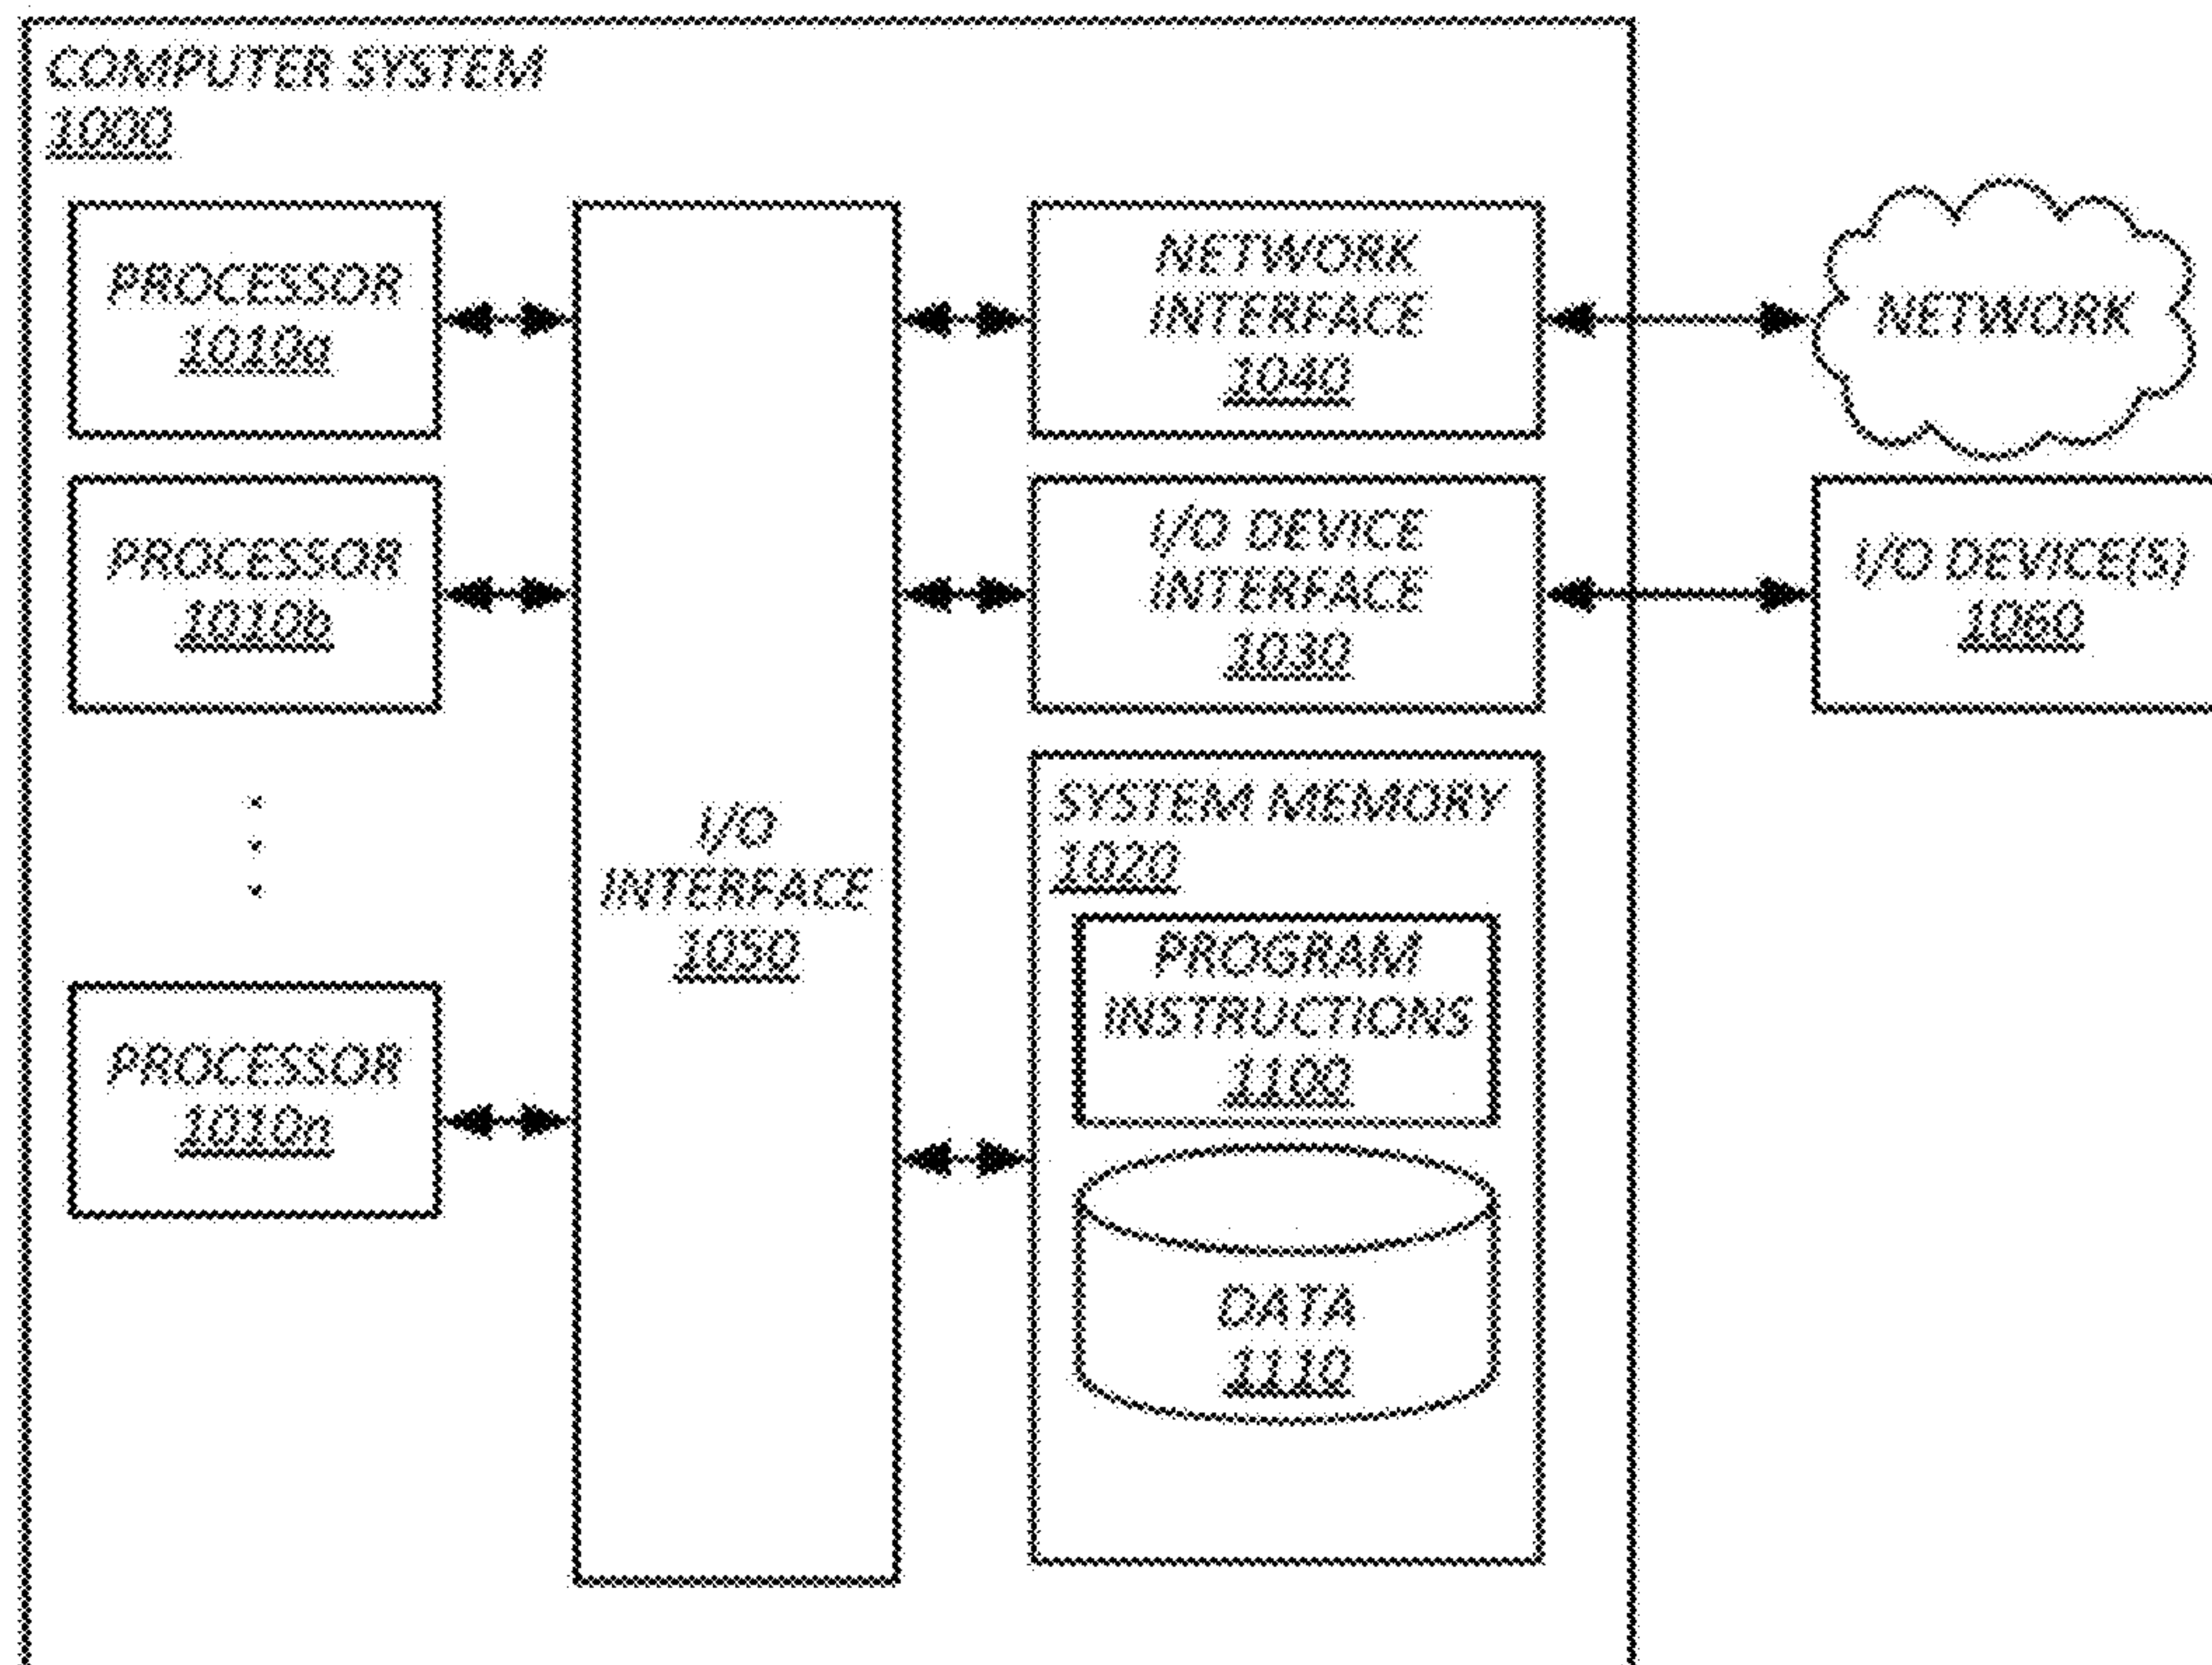 COMPUTER SYSTEM
1000
PROCESSOR
1010a
PROCESSOR
1010b
PROCESSOR
1010n
I/O
INTERFACE
1050
NETWORK
INTERFACE
1040
I/O DEVICE
INTERFACE
1030
SYSTEM MEMORY
1020
PROGRAM
INSTRUCTIONS
1100
DATA
1110
NETWORK
I/O DEVICE(S)
1060